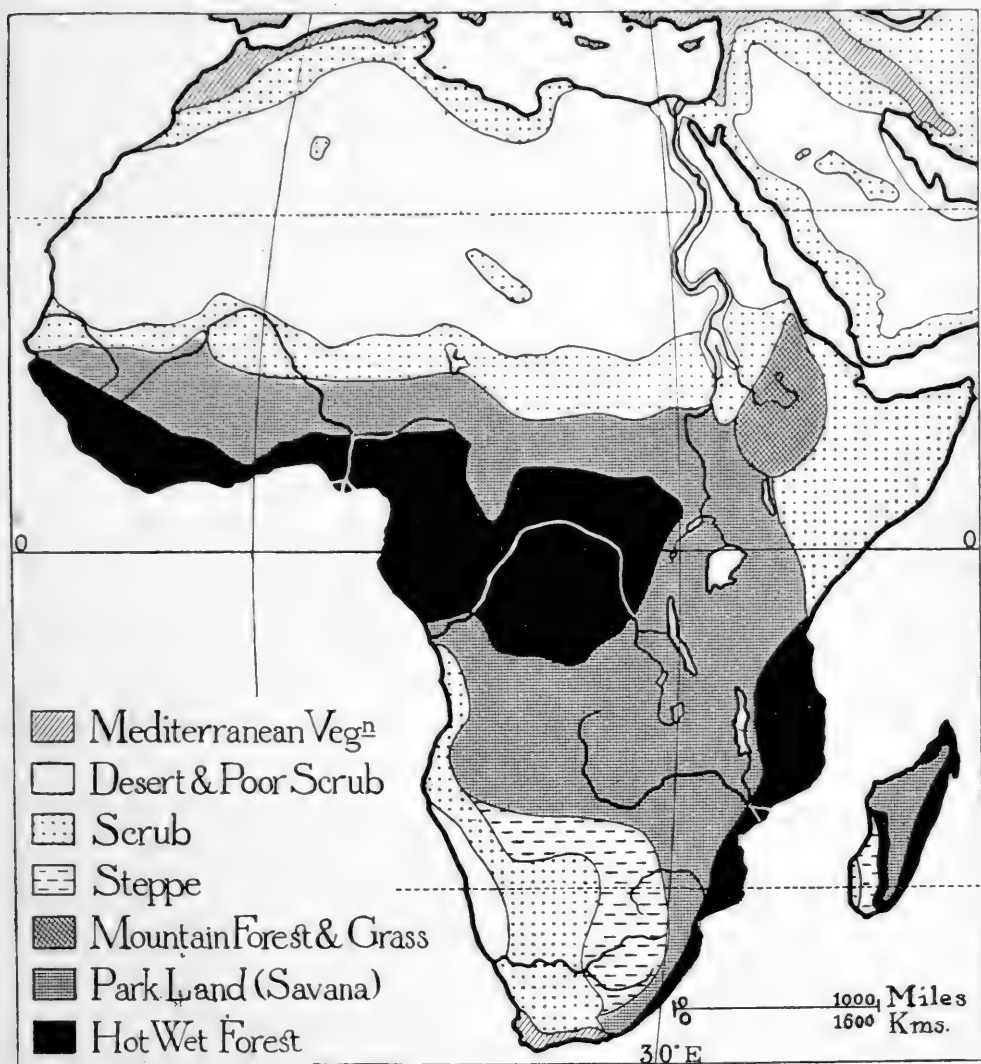 0 0
Mediterranean Vegⁿ
Desert & Poor Scrub
Scrub
Steppe
Mountain Forest & Grass
Park Land (Savana)
Hot Wet Forest
0 1000 Miles
0 1600 Kms.
30°E